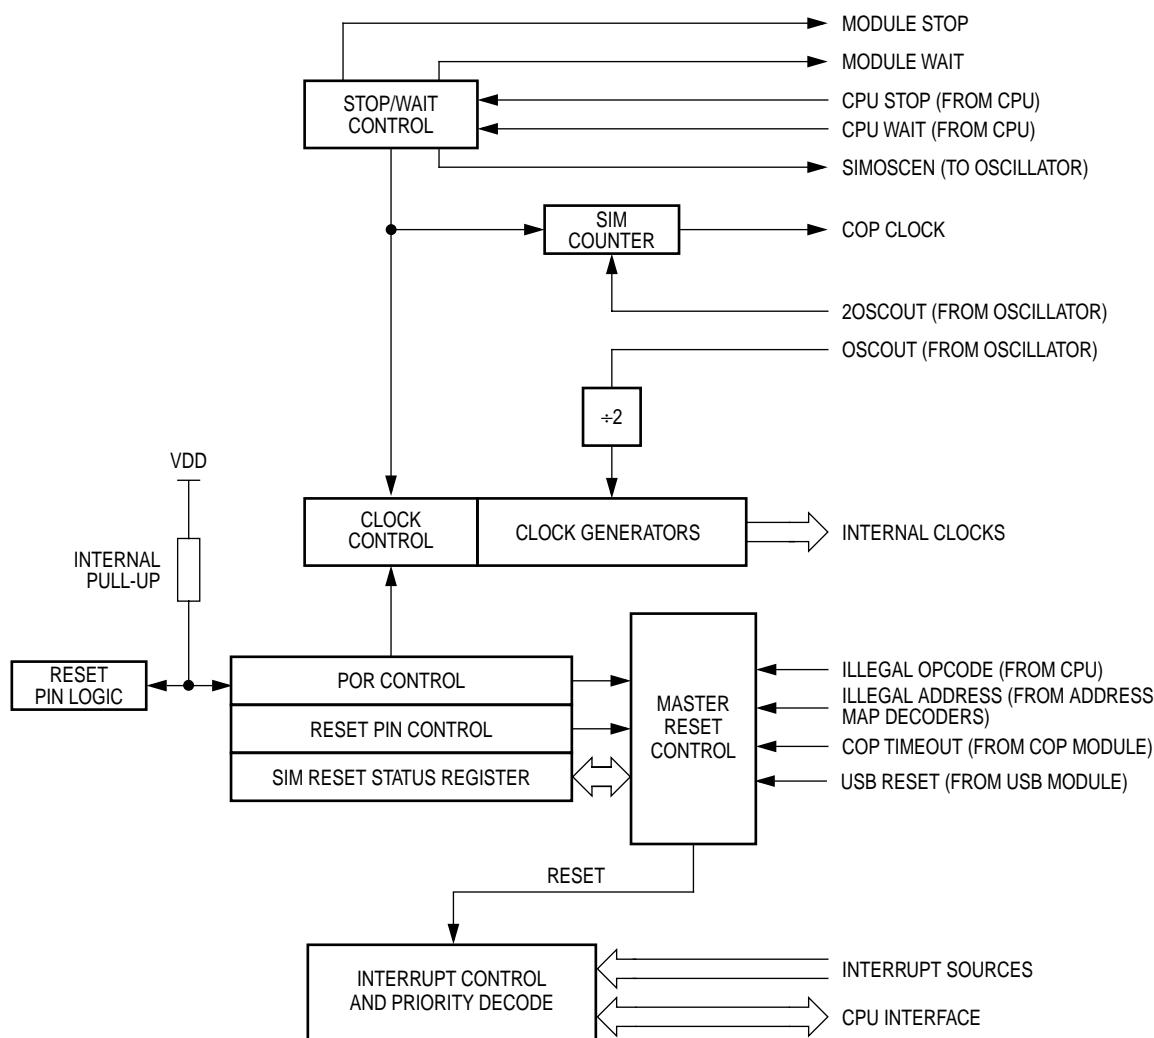 MODULE STOP
MODULE WAIT
STOP/WAIT
CONTROL
CPU STOP (FROM CPU)
CPU WAIT (FROM CPU)
SIMOSCEN (TO OSCILLATOR)
SIM
COUNTER
COP CLOCK
2OSCOUT (FROM OSCILLATOR)
OSCOUT (FROM OSCILLATOR)
÷2
VDD
CLOCK
CONTROL
CLOCK GENERATORS
INTERNAL CLOCKS
INTERNAL
PULL-UP
RESET
PIN LOGIC
POR CONTROL
RESET PIN CONTROL
SIM RESET STATUS REGISTER
MASTER
RESET
CONTROL
ILLEGAL OPCODE (FROM CPU)
ILLEGAL ADDRESS (FROM ADDRESS
MAP DECODERS)
COP TIMEOUT (FROM COP MODULE)
USB RESET (FROM USB MODULE)
RESET
INTERRUPT CONTROL
AND PRIORITY DECODE
INTERRUPT SOURCES
CPU INTERFACE